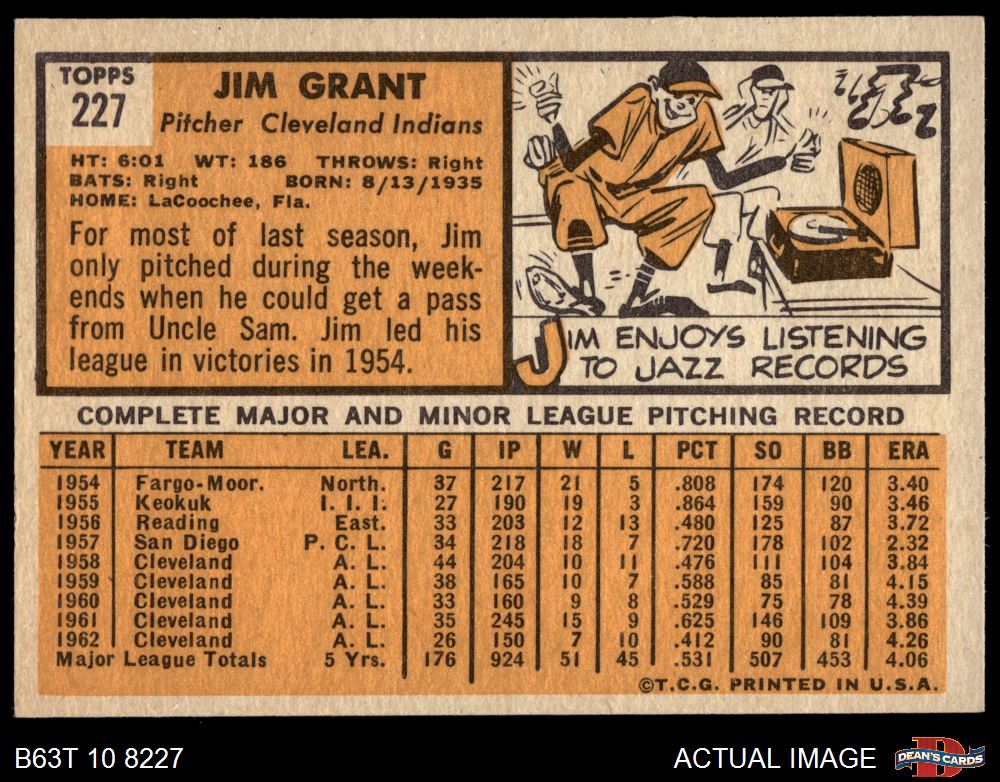 TOPPS
227
JIM GRANT
Pitcher Cleveland Indians
HT: 6:01 WT: 186 THROWS: Right
BATS: Right BORN: 8/13/1935
HOME: LaCoochee, Fla.
For most of last season, Jim
only pitched during the week-
ends when he could get a pass
from Uncle Sam. Jim led his
league in victories in 1954.
Z Z Z Z
JIM ENJOYS LISTENING
TO JAZZ RECORDS
COMPLETE MAJOR AND MINOR LEAGUE PITCHING RECORD
YEAR TEAM LEA. G IP W L PCT SO BB ERA
1954 Fargo-Moor. North. 37 217 21 5 .808 174 120 3.40
1955 Keokuk I. I. I. 27 190 19 3 .864 159 90 3.46
1956 Reading East. 33 203 12 13 .480 125 87 3.72
1957 San Diego P. C. L. 34 218 18 7 .720 178 102 2.32
1958 Cleveland A. L. 44 204 10 11 .476 111 104 3.84
1959 Cleveland A. L. 38 165 10 7 .588 85 81 4.15
1960 Cleveland A. L. 33 160 9 8 .529 75 78 4.39
1961 Cleveland A. L. 35 245 15 9 .625 146 109 3.86
1962 Cleveland A. L. 26 150 7 10 .412 90 81 4.26
Major League Totals 5 Yrs. 176 924 51 45 .531 507 453 4.06
©T.C.G. PRINTED IN U.S.A.
B63T 10 8227
ACTUAL IMAGE
D
DEAN'S CARDS